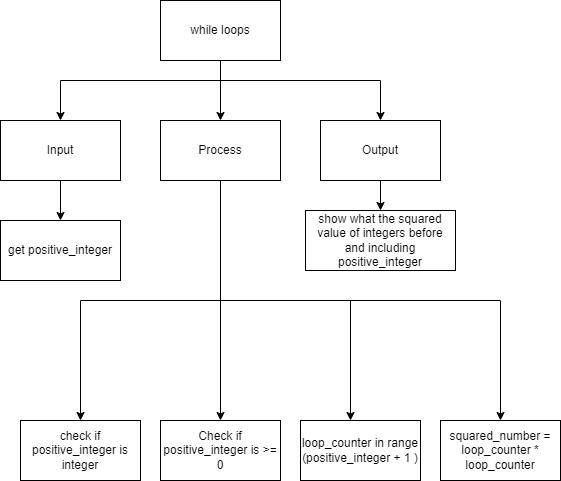 while loops
Input
Process
Output
get positive_integer
show what the squared
value of integers before
and including
positive_integer
check if
positive_integer is
integer
Check if
positive_integer is >=
0
loop_counter in range
(positive_integer + 1 )
squared_number =
loop_counter *
loop_counter